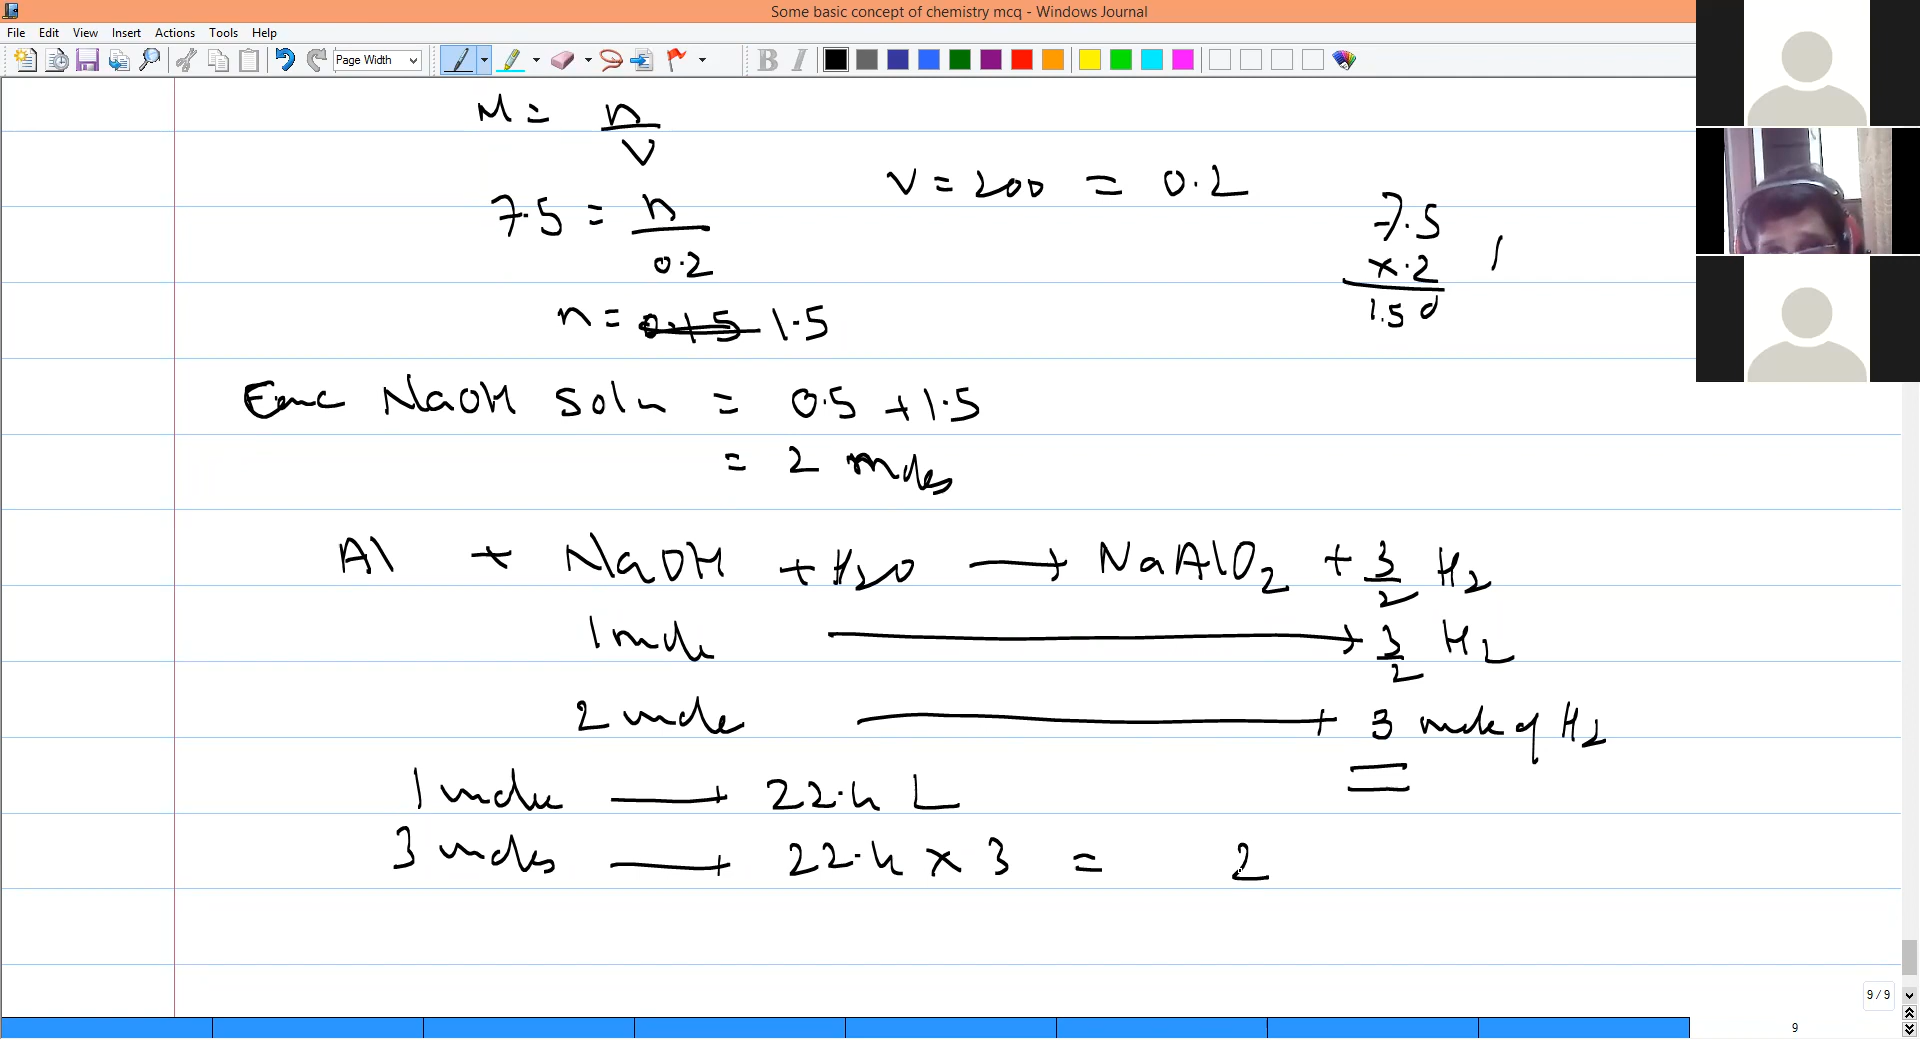 Some basic concept of chemistry mcq - Windows Journal
File Edit View Insert Actions Tools Help
Page Width
B I
M = n/V
V = 200 = 0.2
7.5 = n/0.2
7.5
x .2
1.50
n = 0.15 1.5
NaOH soln = 0.5 + 1.5
= 2 moles
Al + NaOH + H2O → NaAlO2 + 3/2 H2
1 mole → 3/2 H2
2 mole → 3 mole of H2
1 mole → 22.4 L
3 moles → 22.4 x 3 = 2
9 / 9
9